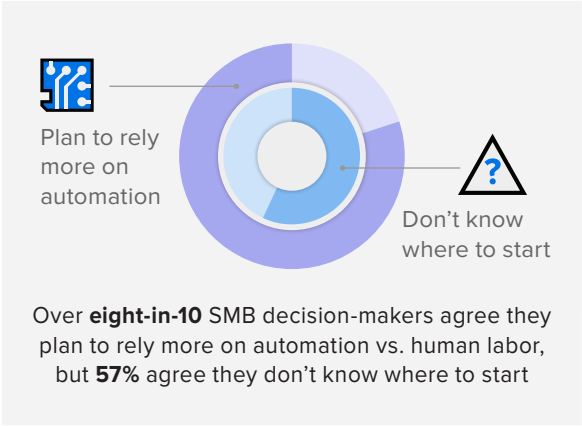 Plan to rely
more on
automation
?
Don't know
where to start
Over eight-in-10 SMB decision-makers agree they
plan to rely more on automation vs. human labor,
but 57% agree they don't know where to start